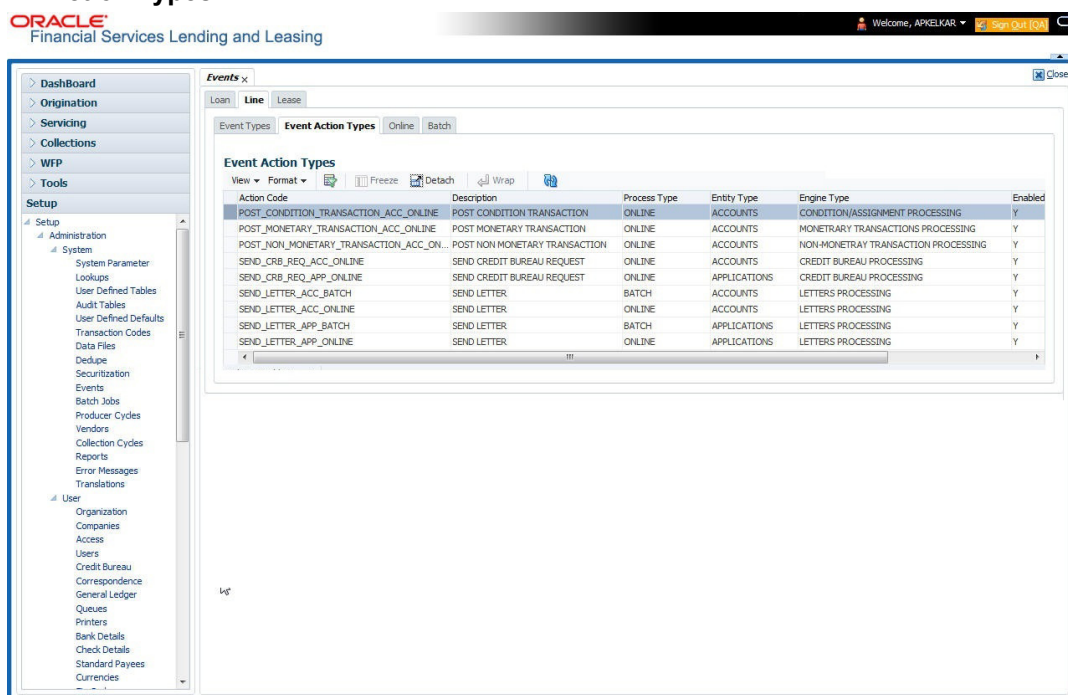 ORACLE
Financial Services Lending and Leasing
Welcome, APKELKAR
Sign Out [QA]
DashBoard
Origination
Servicing
Collections
WFP
Tools
Setup
Setup
Administration
System
System Parameter
Lookups
User Defined Tables
Audit Tables
User Defined Defaults
Transaction Codes
Data Files
Dedupe
Securitization
Events
Batch Jobs
Producer Cycles
Vendors
Collection Cycles
Reports
Error Messages
Translations
User
Organization
Companies
Access
Users
Credit Bureau
Correspondence
General Ledger
Queues
Printers
Bank Details
Check Details
Standard Payees
Currencies
Events x
Close
Loan Line Lease
Event Types Event Action Types Online Batch
Event Action Types
View Format Freeze Detach Wrap
Action Code Description Process Type Entity Type Engine Type Enabled
POST_CONDITION_TRANSACTION_ACC_ONLINE POST CONDITION TRANSACTION ONLINE ACCOUNTS CONDITION/ASSIGNMENT PROCESSING Y
POST_MONETARY_TRANSACTION_ACC_ONLINE POST MONETARY TRANSACTION ONLINE ACCOUNTS MONETRARY TRANSACTIONS PROCESSING Y
POST_NON_MONETARY_TRANSACTION_ACC_ON... POST NON MONETARY TRANSACTION ONLINE ACCOUNTS NON-MONETRAY TRANSACTION PROCESSING Y
SEND_CRB_REQ_ACC_ONLINE SEND CREDIT BUREAU REQUEST ONLINE ACCOUNTS CREDIT BUREAU PROCESSING Y
SEND_CRB_REQ_APP_ONLINE SEND CREDIT BUREAU REQUEST ONLINE APPLICATIONS CREDIT BUREAU PROCESSING Y
SEND_LETTER_ACC_BATCH SEND LETTER BATCH ACCOUNTS LETTERS PROCESSING Y
SEND_LETTER_ACC_ONLINE SEND LETTER ONLINE ACCOUNTS LETTERS PROCESSING Y
SEND_LETTER_APP_BATCH SEND LETTER BATCH APPLICATIONS LETTERS PROCESSING Y
SEND_LETTER_APP_ONLINE SEND LETTER ONLINE APPLICATIONS LETTERS PROCESSING Y